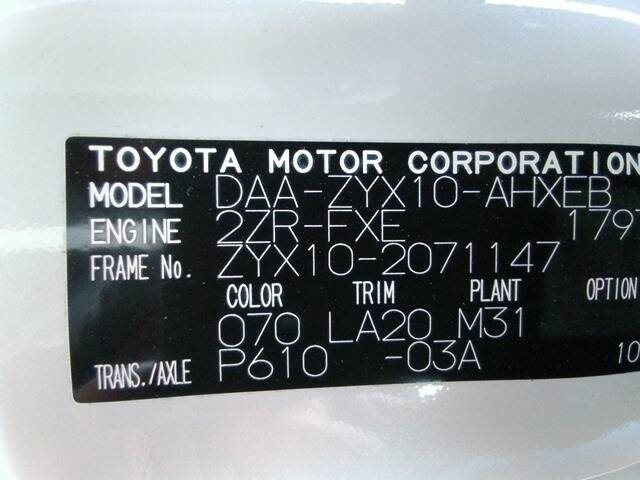 TOYOTA MOTOR CORPORATION
MODEL DAA-ZYX10-AHXEB
ENGINE 2ZR-FXE 1797
FRAME No. ZYX10-2071147
COLOR TRIM PLANT OPTION
070 LA20 M31
TRANS./AXLE P610 -03A 10